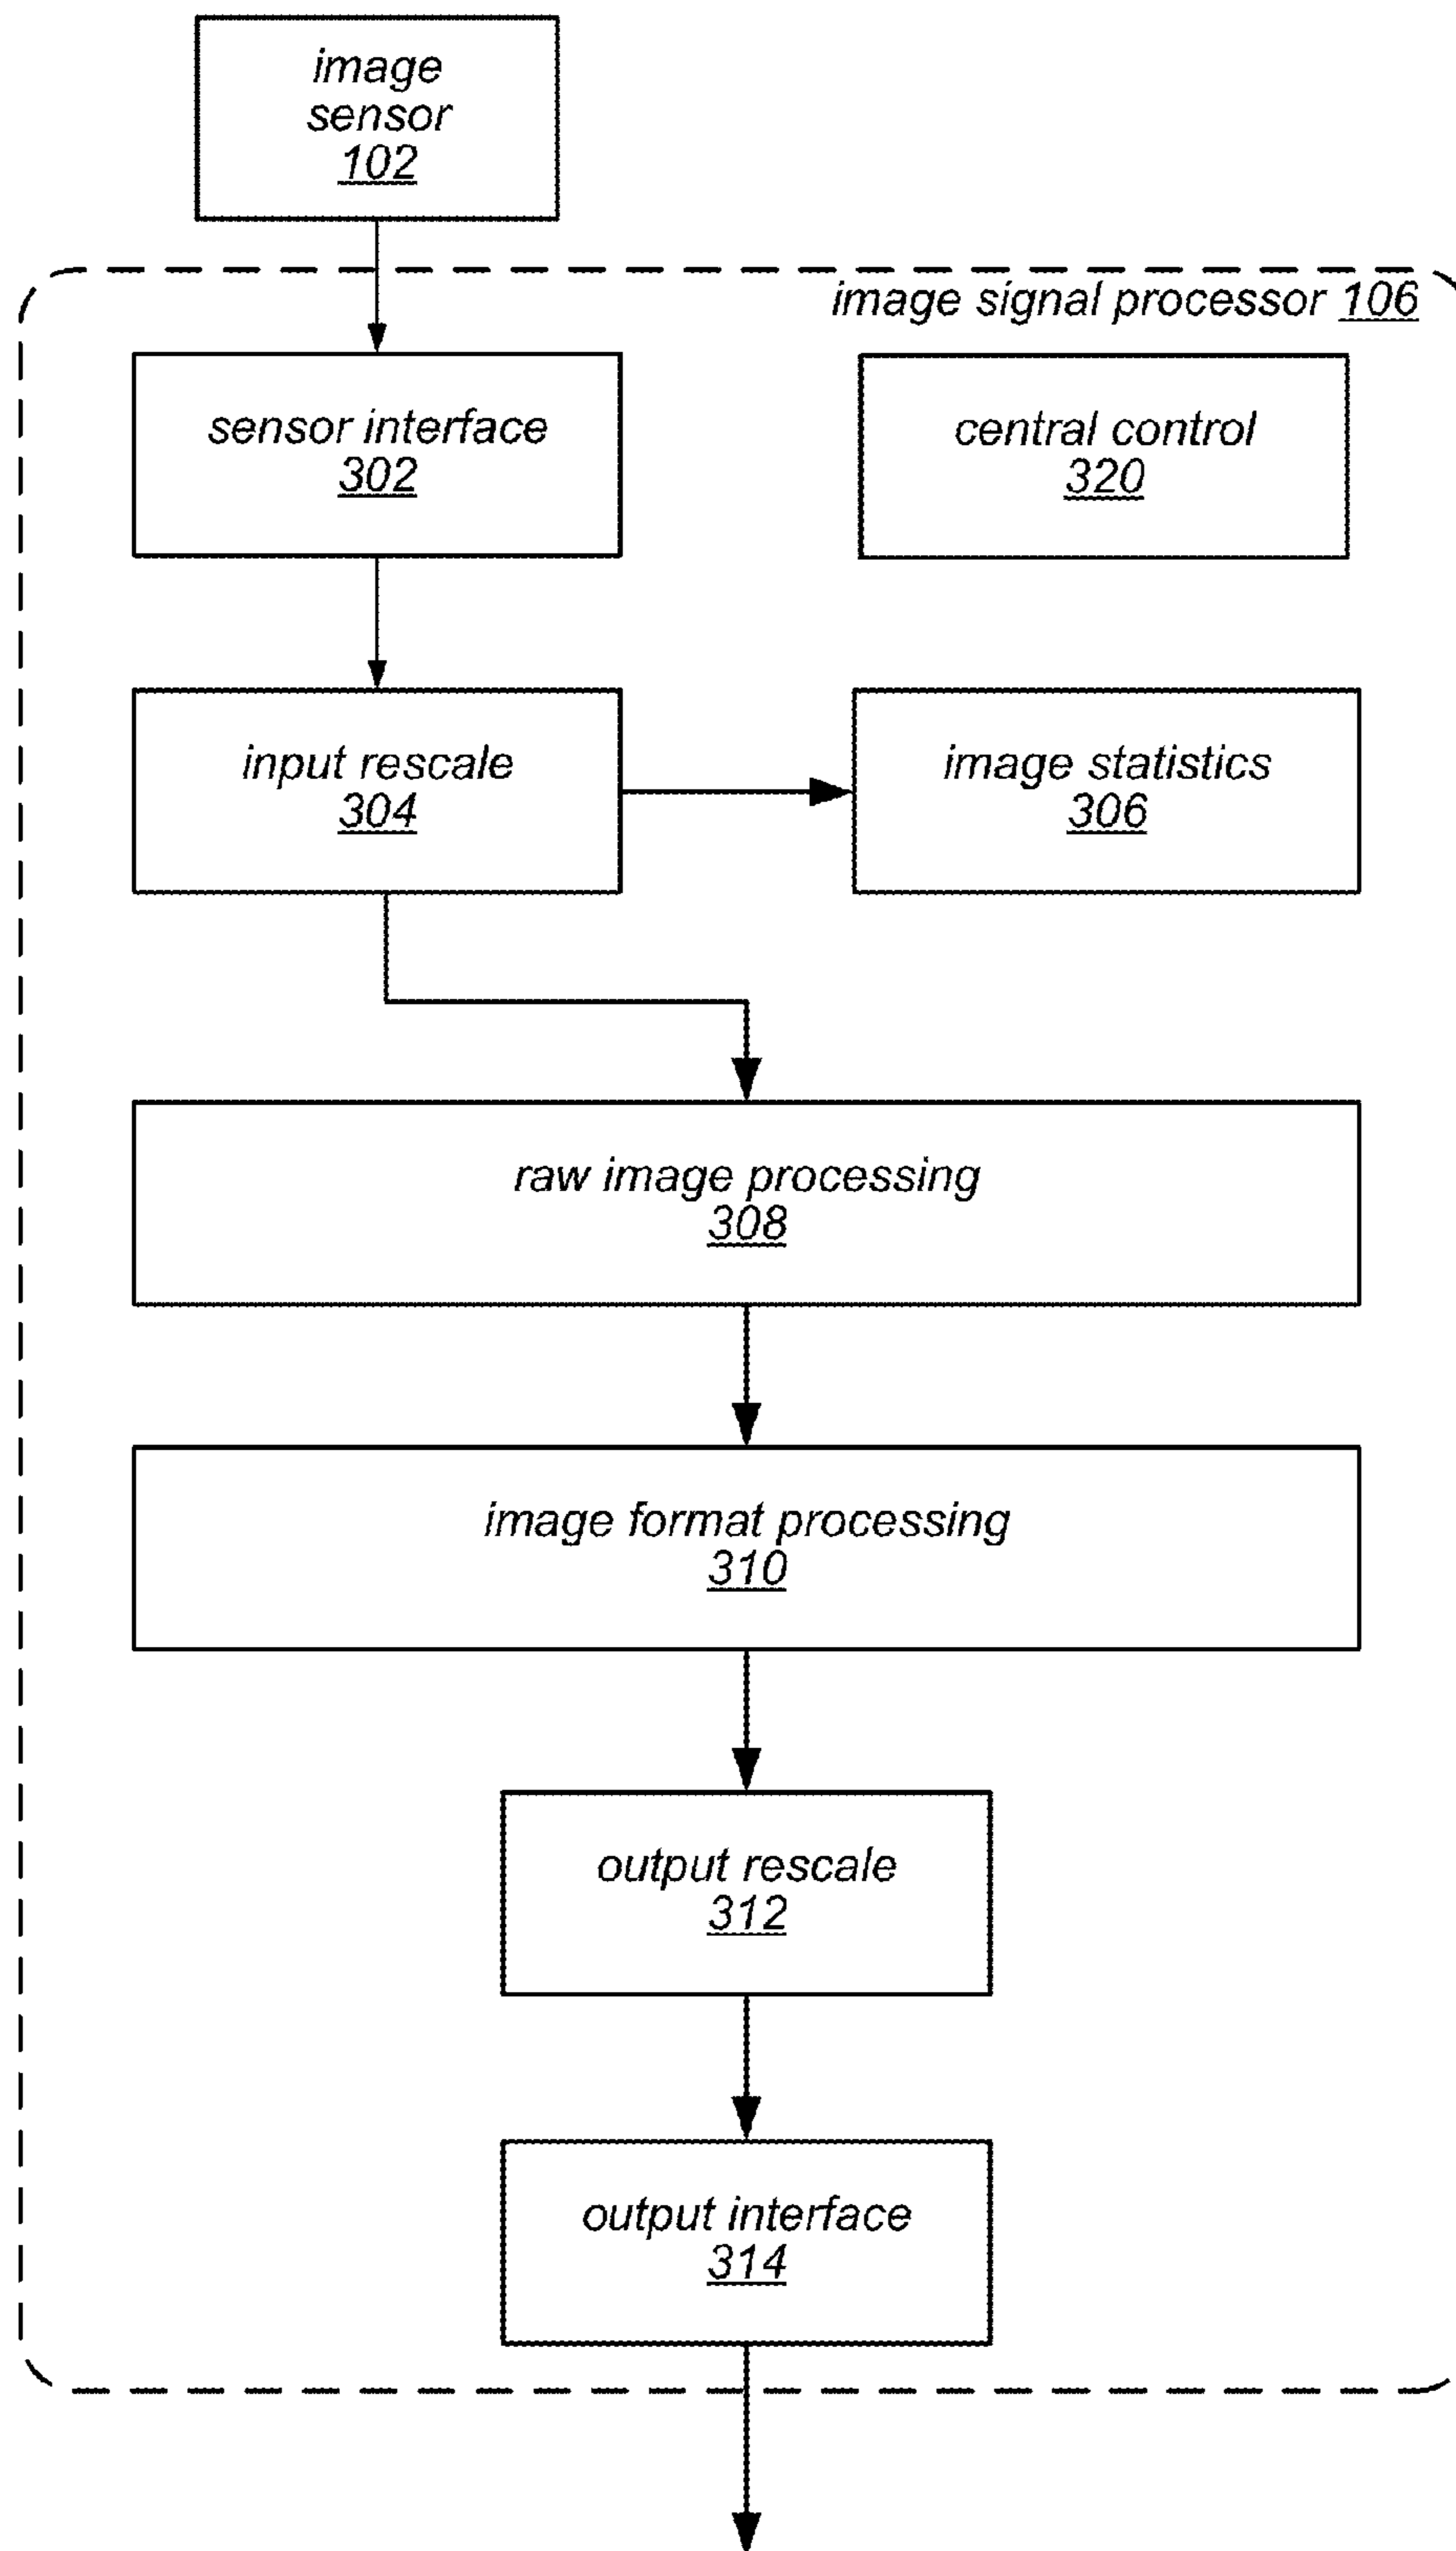 image
sensor
102
image signal processor 106
sensor interface
302
central control
320
input rescale
304
image statistics
306
raw image processing
308
image format processing
310
output rescale
312
output interface
314